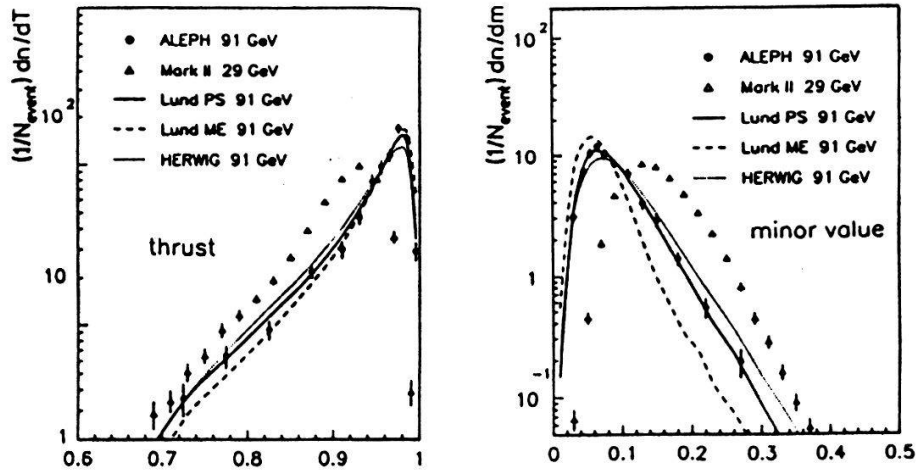 (1/N_event) dn/dT
ALEPH 91 GeV
Mark II 29 GeV
Lund PS 91 GeV
Lund ME 91 GeV
HERWIG 91 GeV
thrust
10²
10
1
0.6 0.7 0.8 0.9 1
(1/N_event) dn/dm
ALEPH 91 GeV
Mark II 29 GeV
Lund PS 91 GeV
Lund ME 91 GeV
HERWIG 91 GeV
minor value
10²
10
1
10⁻¹
0 0.1 0.2 0.3 0.4 0.5